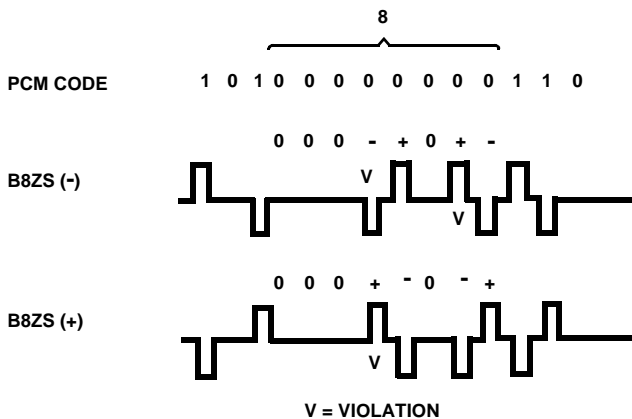 8
PCM CODE 1 0 1 0 0 0 0 0 0 0 0 1 1 0
0 0 0 - + 0 + -
B8ZS (-) V
V
0 0 0 + - 0 - +
B8ZS (+)
V
V = VIOLATION